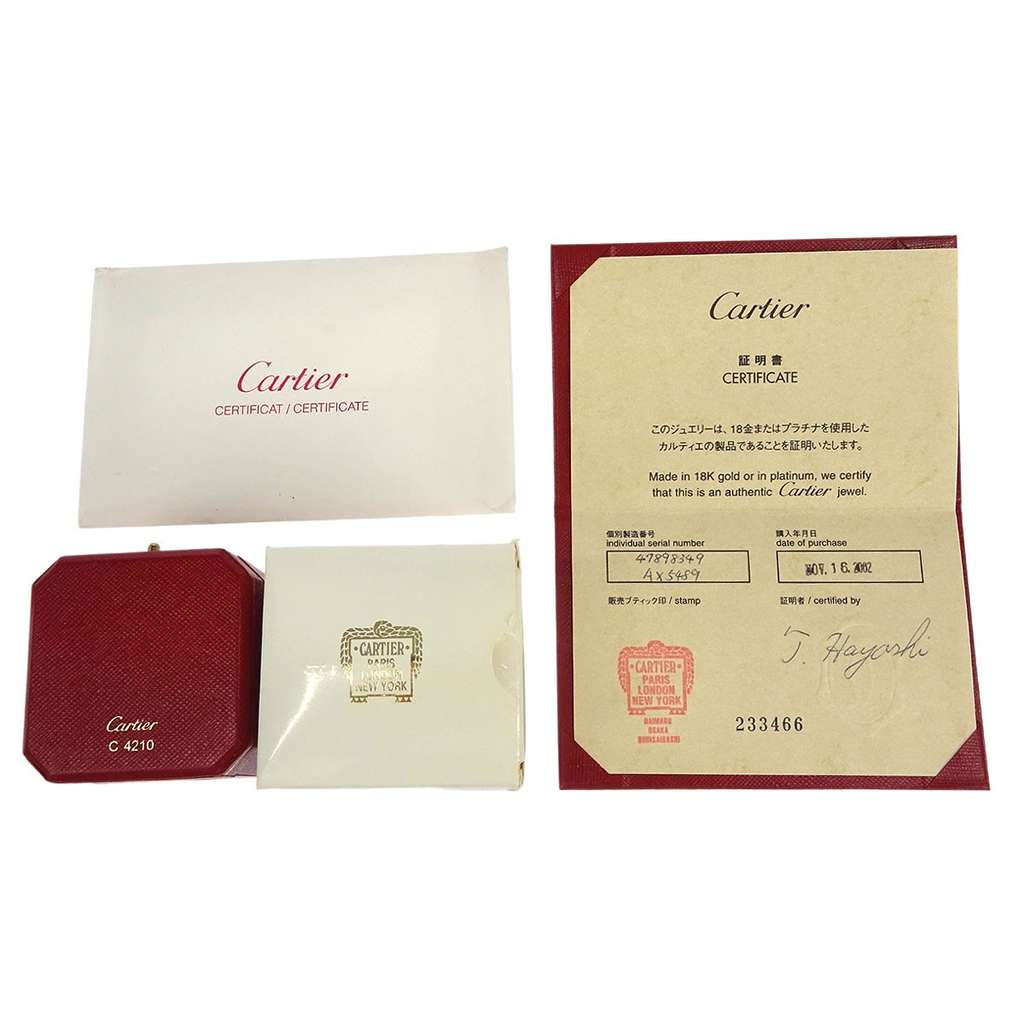 Cartier
CERTIFICAT / CERTIFICATE
Cartier
C 4210
CARTIER
PARIS
LONDON
NEW YORK
Cartier
証明書
CERTIFICATE
このジュエリーは、18金またはプラチナを使用した
カルティエの製品であることを証明いたします。
Made in 18K gold or in platinum, we certify
that this is an authentic Cartier jewel.
個別製造番号
individual serial number
47898349
AX5489
購入年月日
date of purchase
NOV. 16. 2002
販売ブティック印 / stamp
証明者 / certified by
CARTIER
PARIS
LONDON
NEW YORK
DAIMARU
OSAKA
SHINSAIBASHI
T. Hayashi
233466